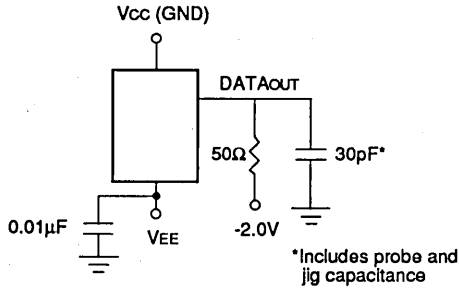 Vcc (GND)
DATAOUT
50Ω
30pF*
0.01µF
VEE
-2.0V
*Includes probe and
jig capacitance